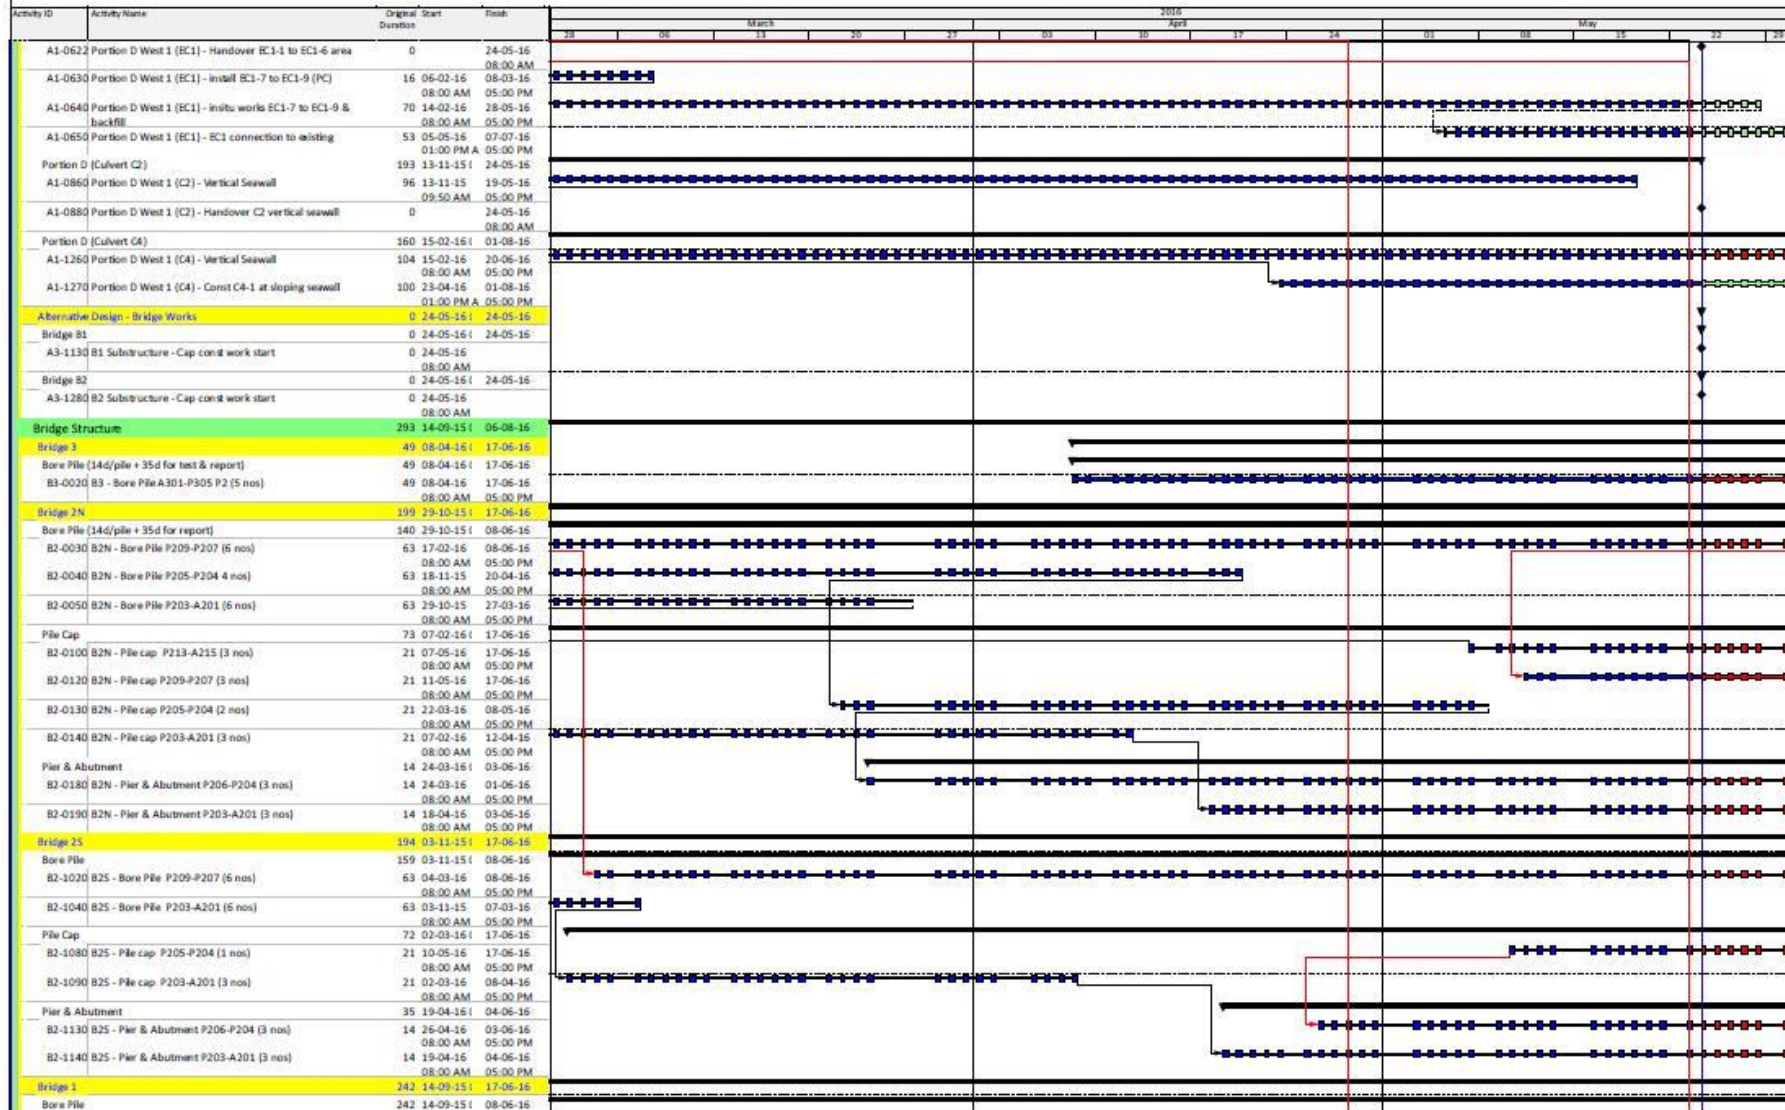 Activity ID Activity Name Original Start Finish 2016
Duration March April May
28 06 13 20 27 03 10 17 24 01 08 15 22 29
A1-0622 Portion D West 1 (EC1) - Handover EC1-1 to EC1-6 area 0 24-05-16
08:00 AM
A1-0630 Portion D West 1 (EC1) - install EC1-7 to EC1-9 (PC) 16 06-02-16 08-03-16
08:00 AM 05:00 PM
A1-0640 Portion D West 1 (EC1) - insitu works EC1-7 to EC1-9 & 70 14-02-16 28-05-16
backfill 08:00 AM 05:00 PM
A1-0650 Portion D West 1 (EC1) - EC1 connection to existing 53 05-05-16 07-07-16
01:00 PM A 05:00 PM
Portion D (Culvert C2) 193 13-11-15 ( 24-05-16
A1-0860 Portion D West 1 (C2) - Vertical Seawall 96 13-11-15 19-05-16
09:50 AM 05:00 PM
A1-0880 Portion D West 1 (C2) - Handover C2 vertical seawall 0 24-05-16
08:00 AM
Portion D (Culvert C4) 160 15-02-16 ( 01-08-16
A1-1260 Portion D West 1 (C4) - Vertical Seawall 104 15-02-16 20-06-16
08:00 AM 05:00 PM
A1-1270 Portion D West 1 (C4) - Const C4-1 at sloping seawall 100 23-04-16 01-08-16
01:00 PM A 05:00 PM
Alternative Design - Bridge Works 0 24-05-16 ( 24-05-16
Bridge B1 0 24-05-16 ( 24-05-16
A3-1130 B1 Substructure - Cap const work start 0 24-05-16
08:00 AM
Bridge B2 0 24-05-16 ( 24-05-16
A3-1280 B2 Substructure - Cap const work start 0 24-05-16
08:00 AM
Bridge Structure 293 14-09-15 ( 06-08-16
Bridge 3 49 08-04-16 ( 17-06-16
Bore Pile (14d/pile + 35d for test & report) 49 08-04-16 ( 17-06-16
B3-0020 B3 - Bore Pile A301-P305 P2 (5 nos) 49 08-04-16 17-06-16
08:00 AM 05:00 PM
Bridge 2N 199 29-10-15 ( 17-06-16
Bore Pile (14d/pile + 35d for report) 140 29-10-15 ( 08-06-16
B2-0030 B2N - Bore Pile P209-P207 (6 nos) 63 17-02-16 08-06-16
08:00 AM 05:00 PM
B2-0040 B2N - Bore Pile P205-P204 4 nos) 63 18-11-15 20-04-16
08:00 AM 05:00 PM
B2-0050 B2N - Bore Pile P203-A201 (6 nos) 63 29-10-15 27-03-16
08:00 AM 05:00 PM
Pile Cap 73 07-02-16 ( 17-06-16
B2-0100 B2N - Pile cap P213-A215 (3 nos) 21 07-05-16 17-06-16
08:00 AM 05:00 PM
B2-0120 B2N - Pile cap P209-P207 (3 nos) 21 11-05-16 17-06-16
08:00 AM 05:00 PM
B2-0130 B2N - Pile cap P205-P204 (2 nos) 21 22-03-16 08-05-16
08:00 AM 05:00 PM
B2-0140 B2N - Pile cap P203-A201 (3 nos) 21 07-02-16 12-04-16
08:00 AM 05:00 PM
Pier & Abutment 14 24-03-16 ( 03-06-16
B2-0180 B2N - Pier & Abutment P206-P204 (3 nos) 14 24-03-16 01-06-16
08:00 AM 05:00 PM
B2-0190 B2N - Pier & Abutment P203-A201 (3 nos) 14 18-04-16 03-06-16
08:00 AM 05:00 PM
Bridge 2S 194 03-11-15 ( 17-06-16
Bore Pile 159 03-11-15 ( 08-06-16
B2-1020 B2S - Bore Pile P209-P207 (6 nos) 63 04-03-16 08-06-16
08:00 AM 05:00 PM
B2-1040 B2S - Bore Pile P203-A201 (6 nos) 63 03-11-15 07-03-16
08:00 AM 05:00 PM
Pile Cap 72 02-03-16 ( 17-06-16
B2-1080 B2S - Pile cap P205-P204 (1 nos) 21 10-05-16 17-06-16
08:00 AM 05:00 PM
B2-1090 B2S - Pile cap P203-A201 (3 nos) 21 02-03-16 08-04-16
08:00 AM 05:00 PM
Pier & Abutment 35 19-04-16 ( 04-06-16
B2-1130 B2S - Pier & Abutment P206-P204 (3 nos) 14 26-04-16 03-06-16
08:00 AM 05:00 PM
B2-1140 B2S - Pier & Abutment P203-A201 (3 nos) 14 19-04-16 04-06-16
08:00 AM 05:00 PM
Bridge 1 242 14-09-15 ( 17-06-16
Bore Pile 242 14-09-15 ( 08-06-16